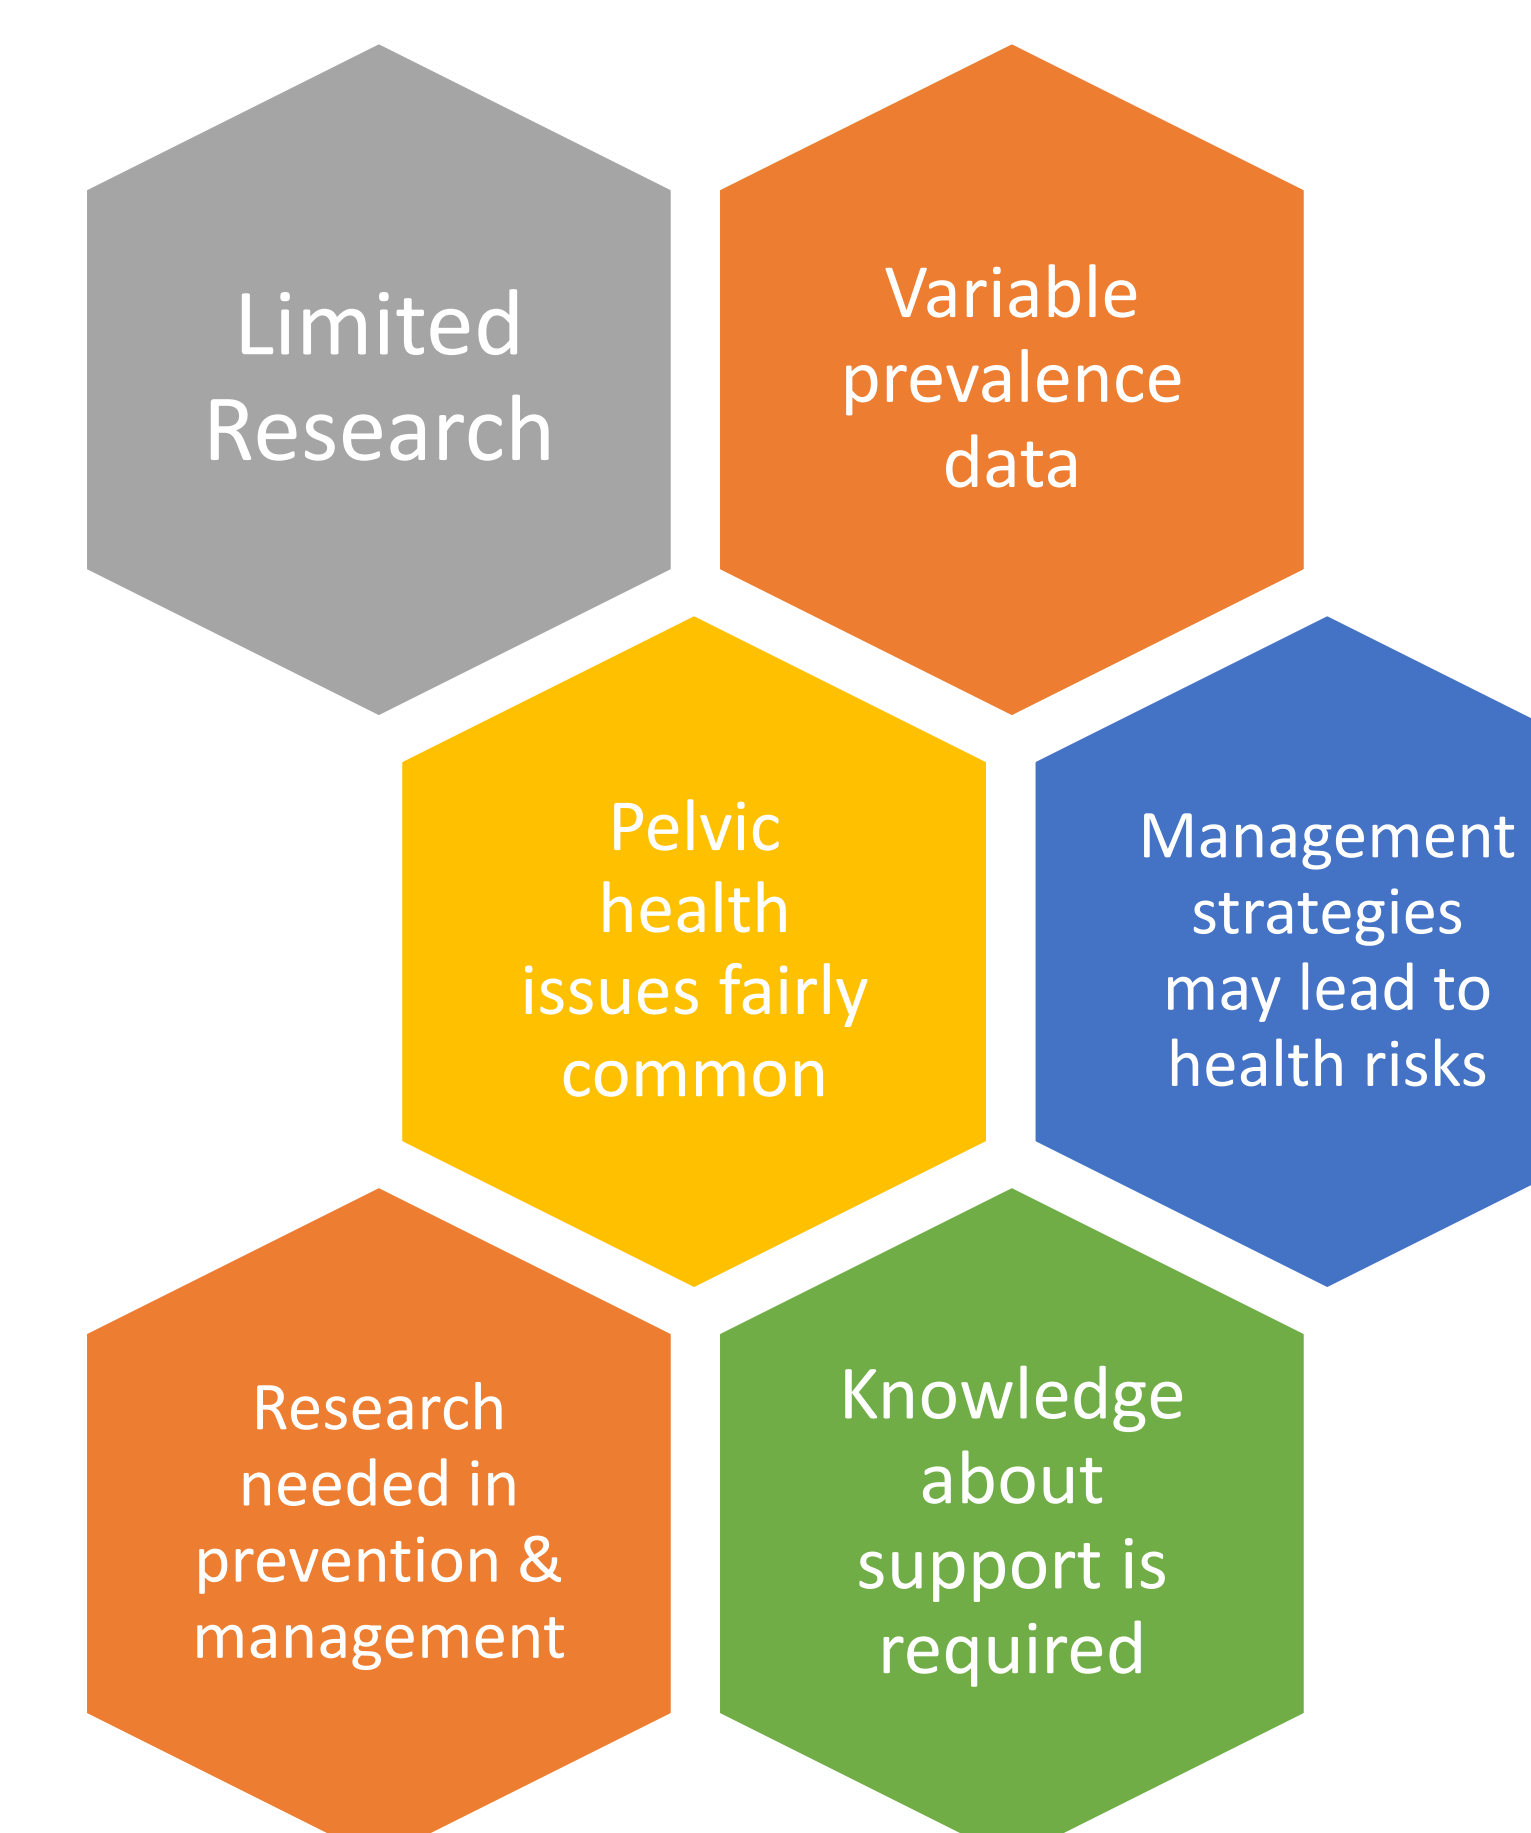 Limited
Research
Variable
prevalence
data
Pelvic
health
issues fairly
common
Management
strategies
may lead to
health risks
Research
needed in
prevention &
management
Knowledge
about
support is
required